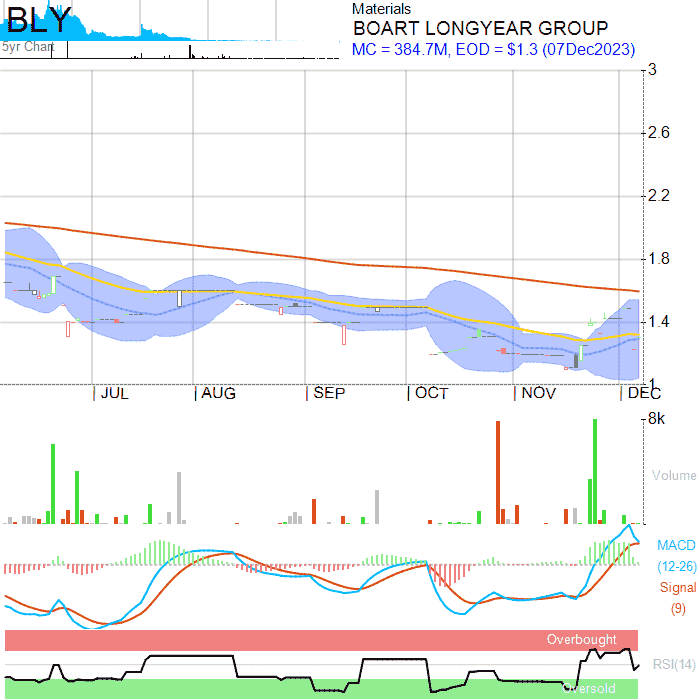 BLY
5yr Chart
Materials
BOART LONGYEAR GROUP
MC = 384.7M, EOD = $1.3 (07Dec2023)
3
2.6
2.2
1.8
1.4
1
JUL AUG SEP OCT NOV DEC
8k
Volume
MACD
(12-26)
Signal
(9)
Overbought
RSI(14)
Oversold